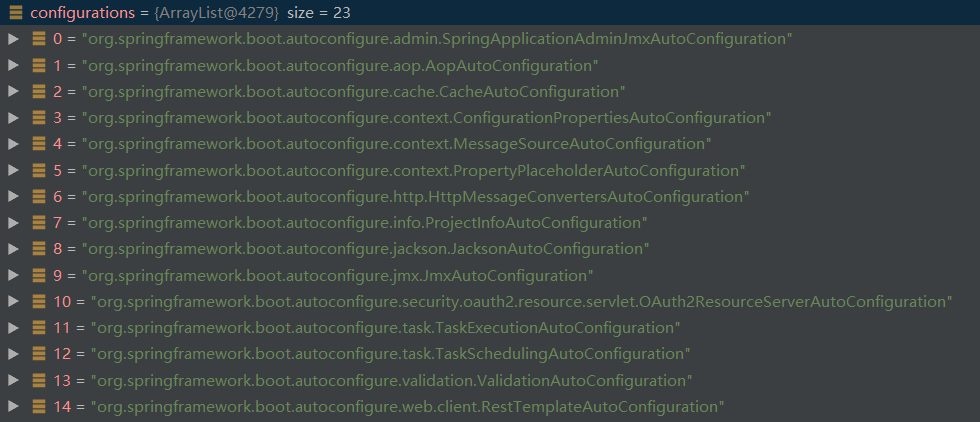 configurations = {ArrayList@4279} size = 23
0 = "org.springframework.boot.autoconfigure.admin.SpringApplicationAdminJmxAutoConfiguration"
1 = "org.springframework.boot.autoconfigure.aop.AopAutoConfiguration"
2 = "org.springframework.boot.autoconfigure.cache.CacheAutoConfiguration"
3 = "org.springframework.boot.autoconfigure.context.ConfigurationPropertiesAutoConfiguration"
4 = "org.springframework.boot.autoconfigure.context.MessageSourceAutoConfiguration"
5 = "org.springframework.boot.autoconfigure.context.PropertyPlaceholderAutoConfiguration"
6 = "org.springframework.boot.autoconfigure.http.HttpMessageConvertersAutoConfiguration"
7 = "org.springframework.boot.autoconfigure.info.ProjectInfoAutoConfiguration"
8 = "org.springframework.boot.autoconfigure.jackson.JacksonAutoConfiguration"
9 = "org.springframework.boot.autoconfigure.jmx.JmxAutoConfiguration"
10 = "org.springframework.boot.autoconfigure.security.oauth2.resource.servlet.OAuth2ResourceServerAutoConfiguration"
11 = "org.springframework.boot.autoconfigure.task.TaskExecutionAutoConfiguration"
12 = "org.springframework.boot.autoconfigure.task.TaskSchedulingAutoConfiguration"
13 = "org.springframework.boot.autoconfigure.validation.ValidationAutoConfiguration"
14 = "org.springframework.boot.autoconfigure.web.client.RestTemplateAutoConfiguration"